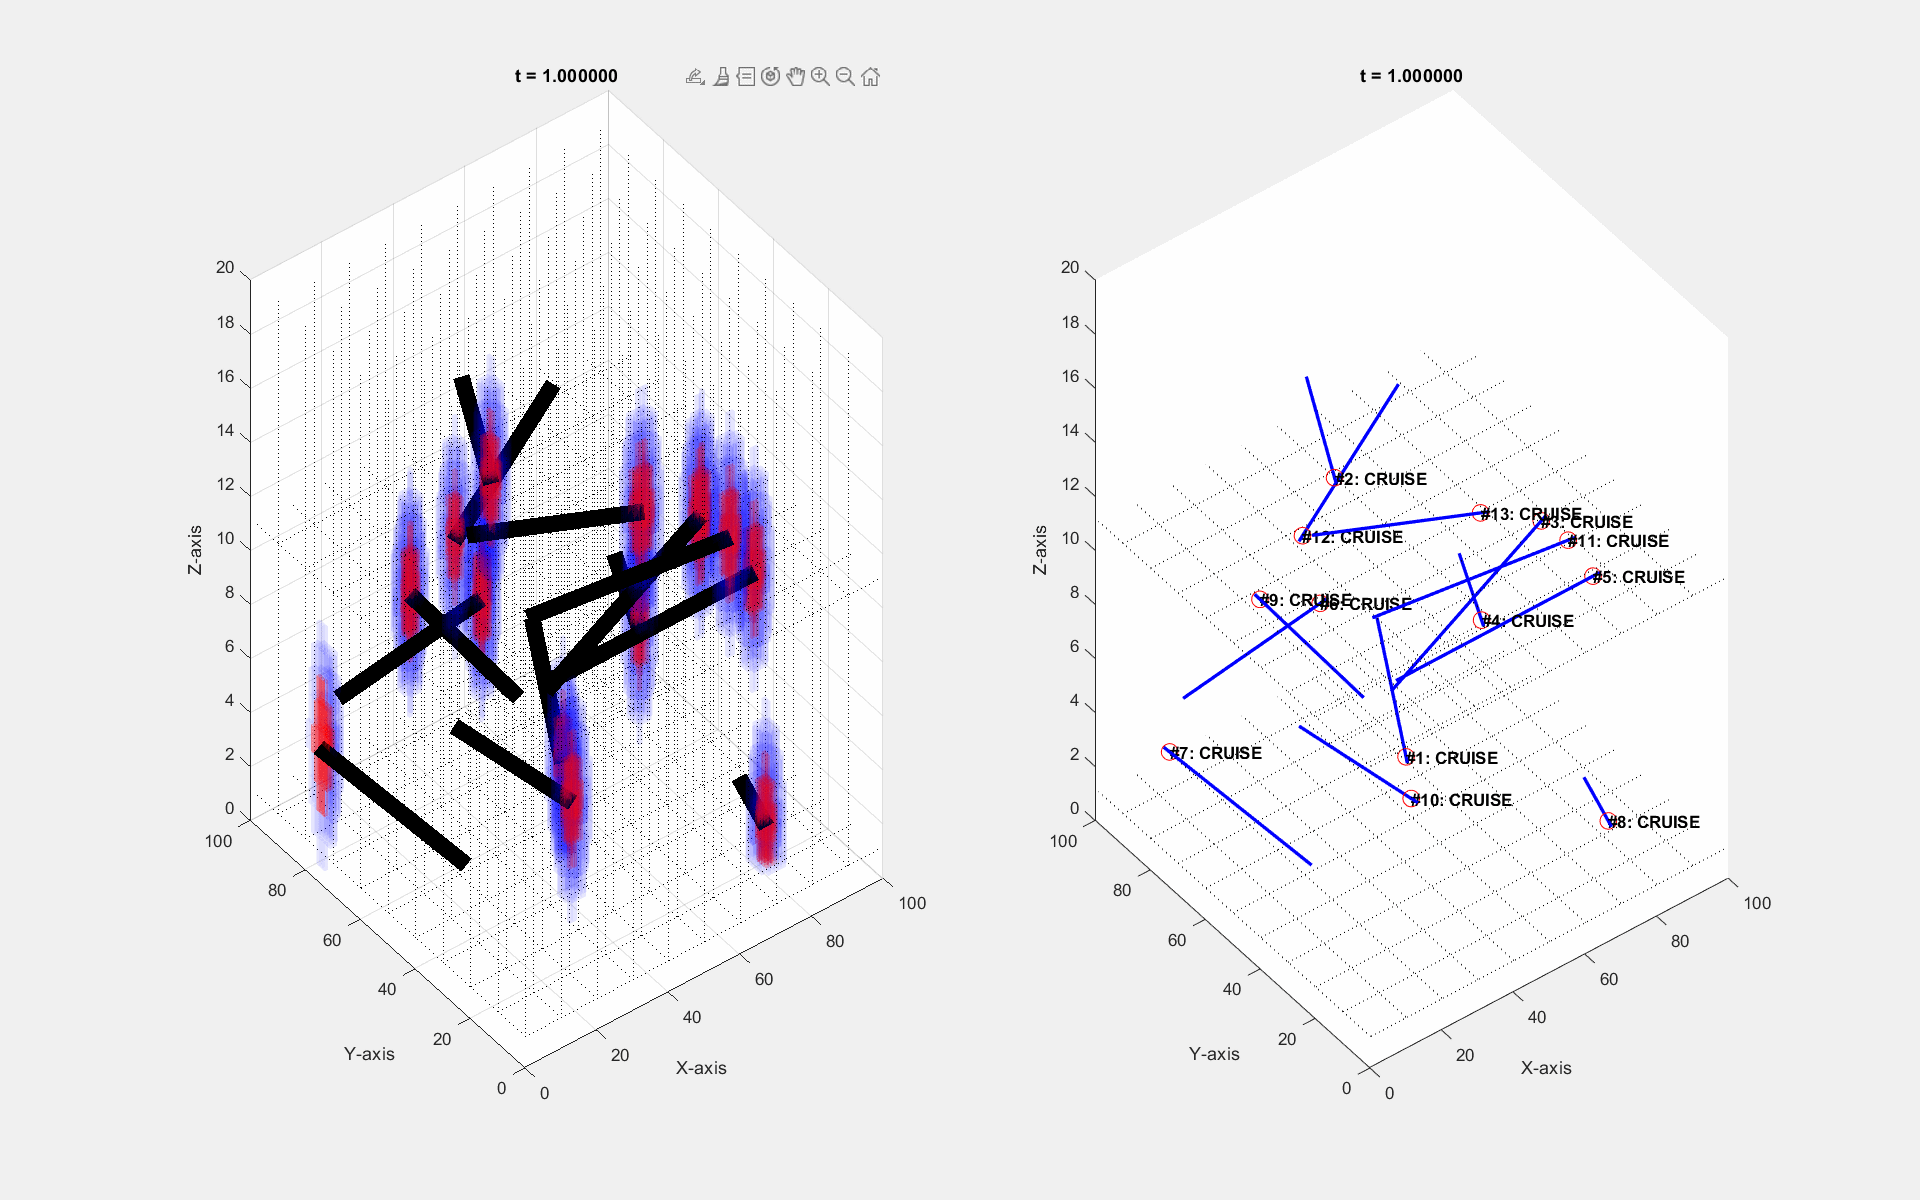 t = 1.000000
20
18
16
14
12
10
8
6
4
2
0
Z-axis
100
80
60
40
20
0
Y-axis
0
20
40
60
80
100
X-axis
t = 1.000000
20
18
16
14
12
10
8
6
4
2
0
Z-axis
100
80
60
40
20
0
Y-axis
0
20
40
60
80
100
X-axis
#2: CRUISE
#13: CRUISE
#3: CRUISE
#12: CRUISE
#11: CRUISE
#5: CRUISE
#9: CRUISE
#6: CRUISE
#4: CRUISE
#7: CRUISE
#1: CRUISE
#10: CRUISE
#8: CRUISE